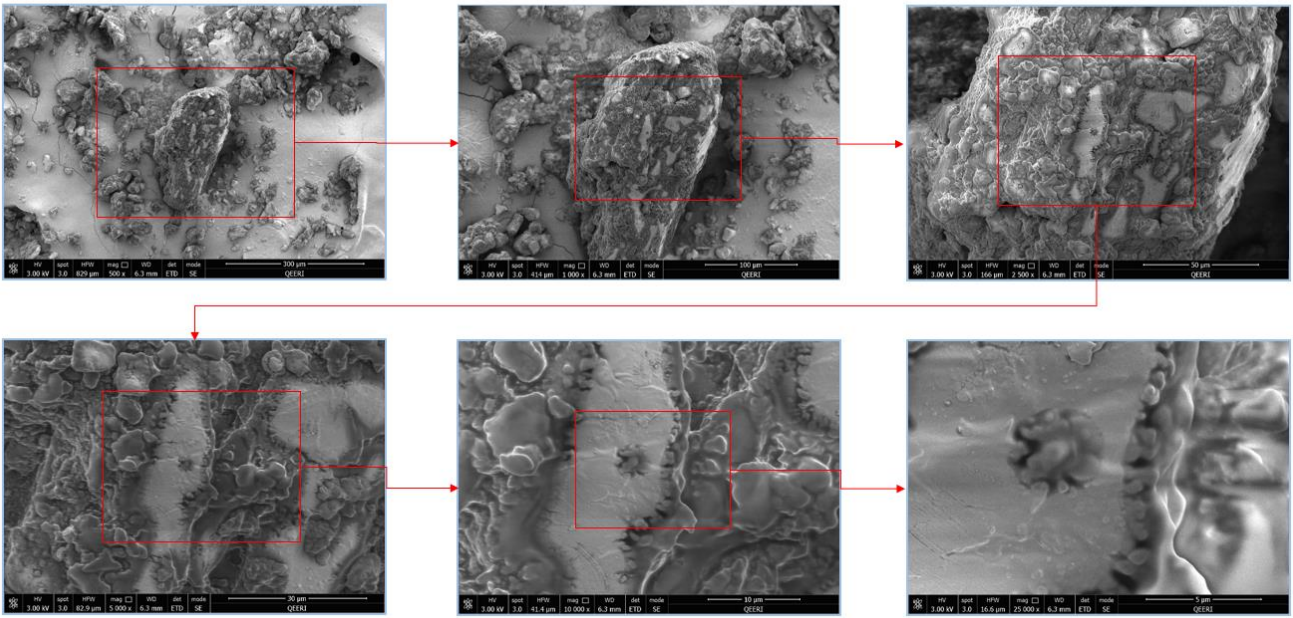 HV spot HFW mag WD det mode 300 µm
3.00 kV 3.0 829 µm 500 x 6.3 mm ETD SE QEERI
HV spot HFW mag WD det mode 100 µm
3.00 kV 3.0 414 µm 1 000 x 6.3 mm ETD SE QEERI
HV spot HFW mag WD det mode 50 µm
3.00 kV 3.0 166 µm 2 500 x 6.3 mm ETD SE QEERI
HV spot HFW mag WD det mode 30 µm
3.00 kV 3.0 82.9 µm 5 000 x 6.3 mm ETD SE QEERI
HV spot HFW mag WD det mode 10 µm
3.00 kV 3.0 41.4 µm 10 000 x 6.3 mm ETD SE QEERI
HV spot HFW mag WD det mode 5 µm
3.00 kV 3.0 16.6 µm 25 000 x 6.3 mm ETD SE QEERI